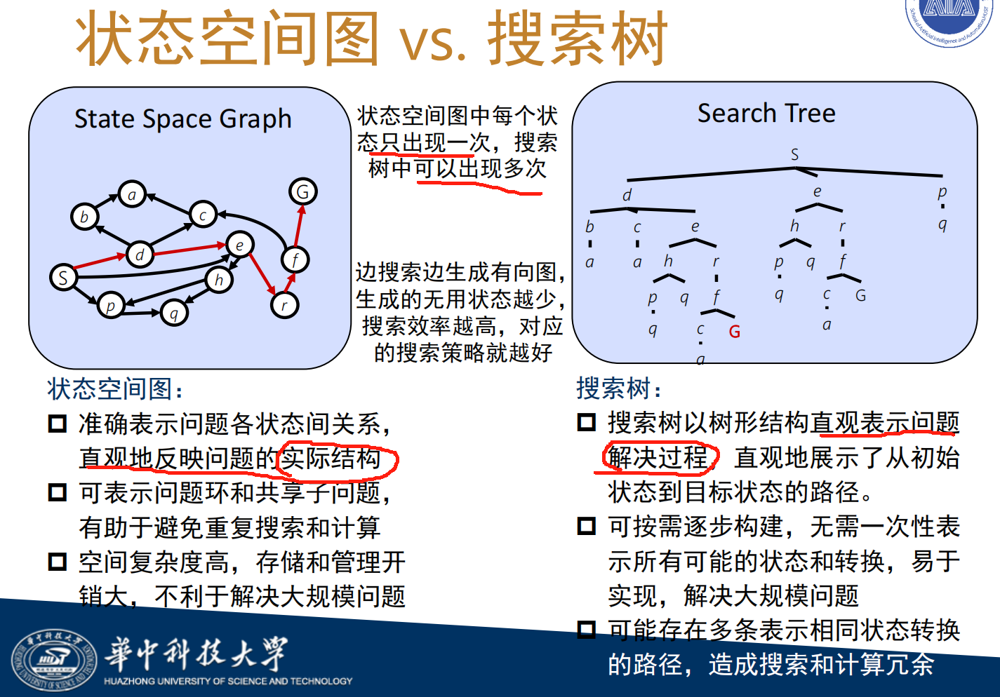 状态空间图 vs. 搜索树
School of Artificial Intelligence and Automation, HUST
State Space Graph
a
b
c
G
d
e
f
S
h
p
q
r
状态空间图中每个状
态只出现一次，搜索
树中可以出现多次
边搜索边生成有向图，
生成的无用状态越少，
搜索效率越高，对应
的搜索策略就越好
Search Tree
S
d e p
b c e h r q
a a h r p q f
p q f q c G
q c G a
a
状态空间图：
准确表示问题各状态间关系，
直观地反映问题的实际结构
可表示问题环和共享子问题，
有助于避免重复搜索和计算
空间复杂度高，存储和管理开
销大，不利于解决大规模问题
搜索树：
搜索树以树形结构直观表示问题
解决过程，直观地展示了从初始
状态到目标状态的路径。
可按需逐步构建，无需一次性表
示所有可能的状态和转换，易于
实现，解决大规模问题
可能存在多条表示相同状态转换
的路径，造成搜索和计算冗余
華中科技大学
HUAZHONG UNIVERSITY OF SCIENCE AND TECHNOLOGY